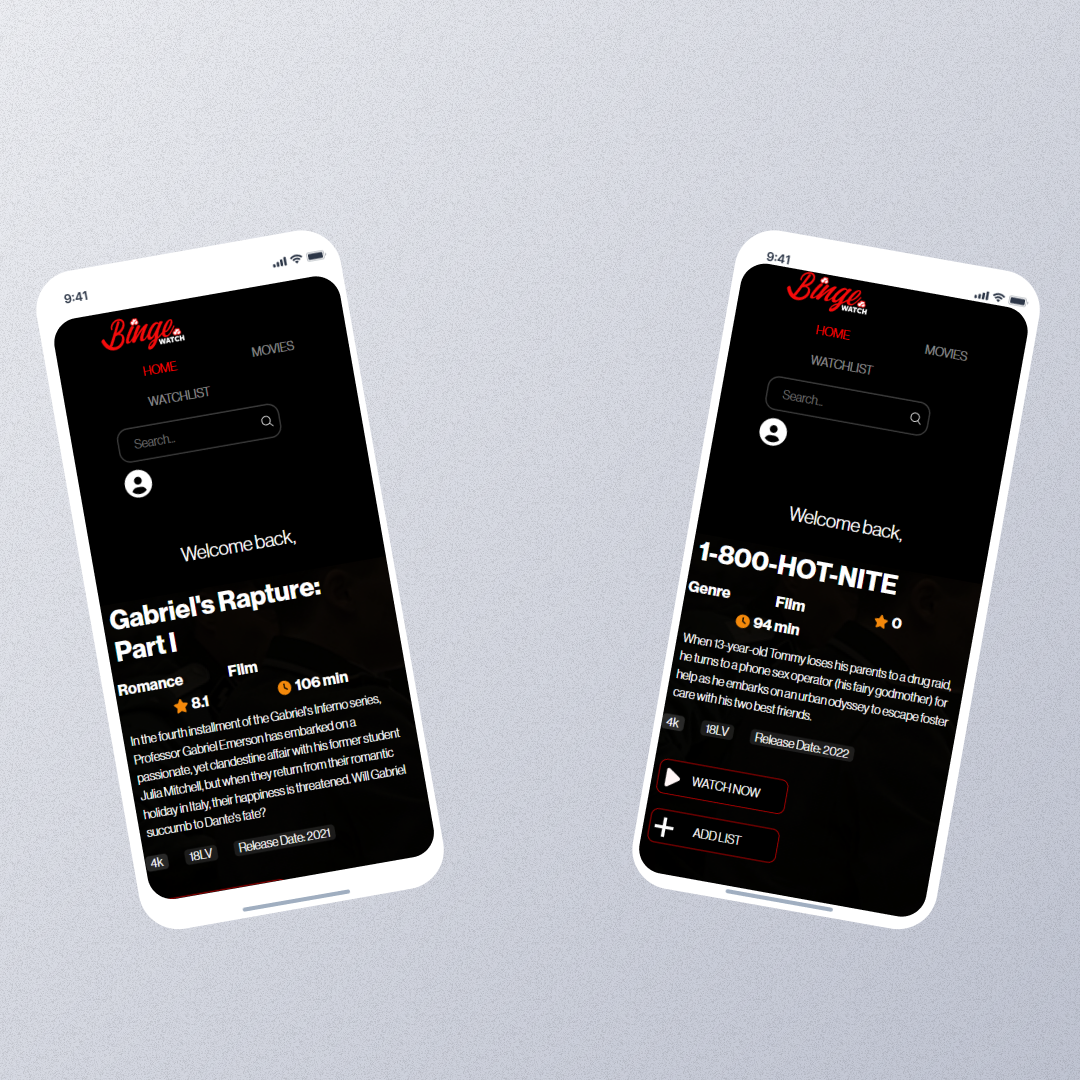 9:41
Binge
WATCH
HOME
MOVIES
WATCHLIST
Search...
Welcome back,
Gabriel's Rapture:
Part I
Romance
Film
8.1
106 min
In the fourth installment of the Gabriel's Inferno series,
Professor Gabriel Emerson has embarked on a
passionate, yet clandestine affair with his former student
Julia Mitchell, but when they return from their romantic
holiday in Italy, their happiness is threatened. Will Gabriel
succumb to Dante's fate?
4k
18LV
Release Date: 2021
9:41
Binge
WATCH
HOME
MOVIES
WATCHLIST
Search...
Welcome back,
1-800-HOT-NITE
Genre
Film
94 min
0
When 13-year-old Tommy loses his parents to a drug raid,
he turns to a phone sex operator (his fairy godmother) for
help as he embarks on an urban odyssey to escape foster
care with his two best friends.
4k
18LV
Release Date: 2022
WATCH NOW
ADD LIST